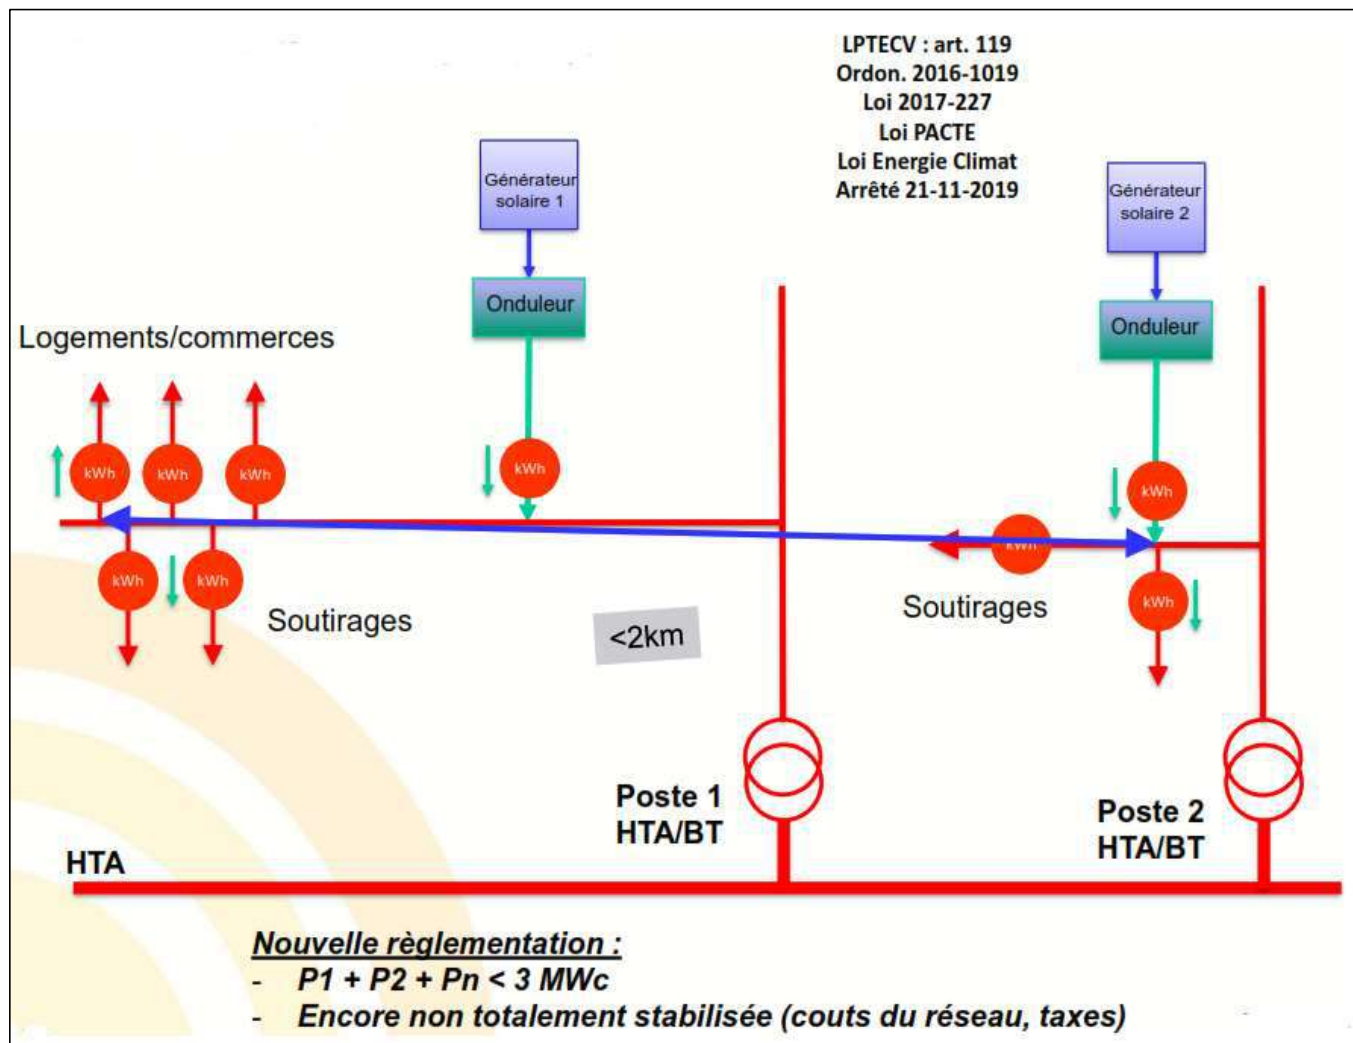 LPTECV : art. 119
Ordon. 2016-1019
Loi 2017-227
Loi PACTE
Loi Energie Climat
Arrêté 21-11-2019
Générateur
solaire 1
Générateur
solaire 2
Onduleur
Onduleur
Logements/commerces
kWh
kWh
kWh
kWh
kWh
kWh
kWh
kWh
kWh
Soutirages
Soutirages
<2km
Poste 1
HTA/BT
Poste 2
HTA/BT
HTA
Nouvelle règlementation :
- P1 + P2 + Pn < 3 MWc
- Encore non totalement stabilisée (couts du réseau, taxes)